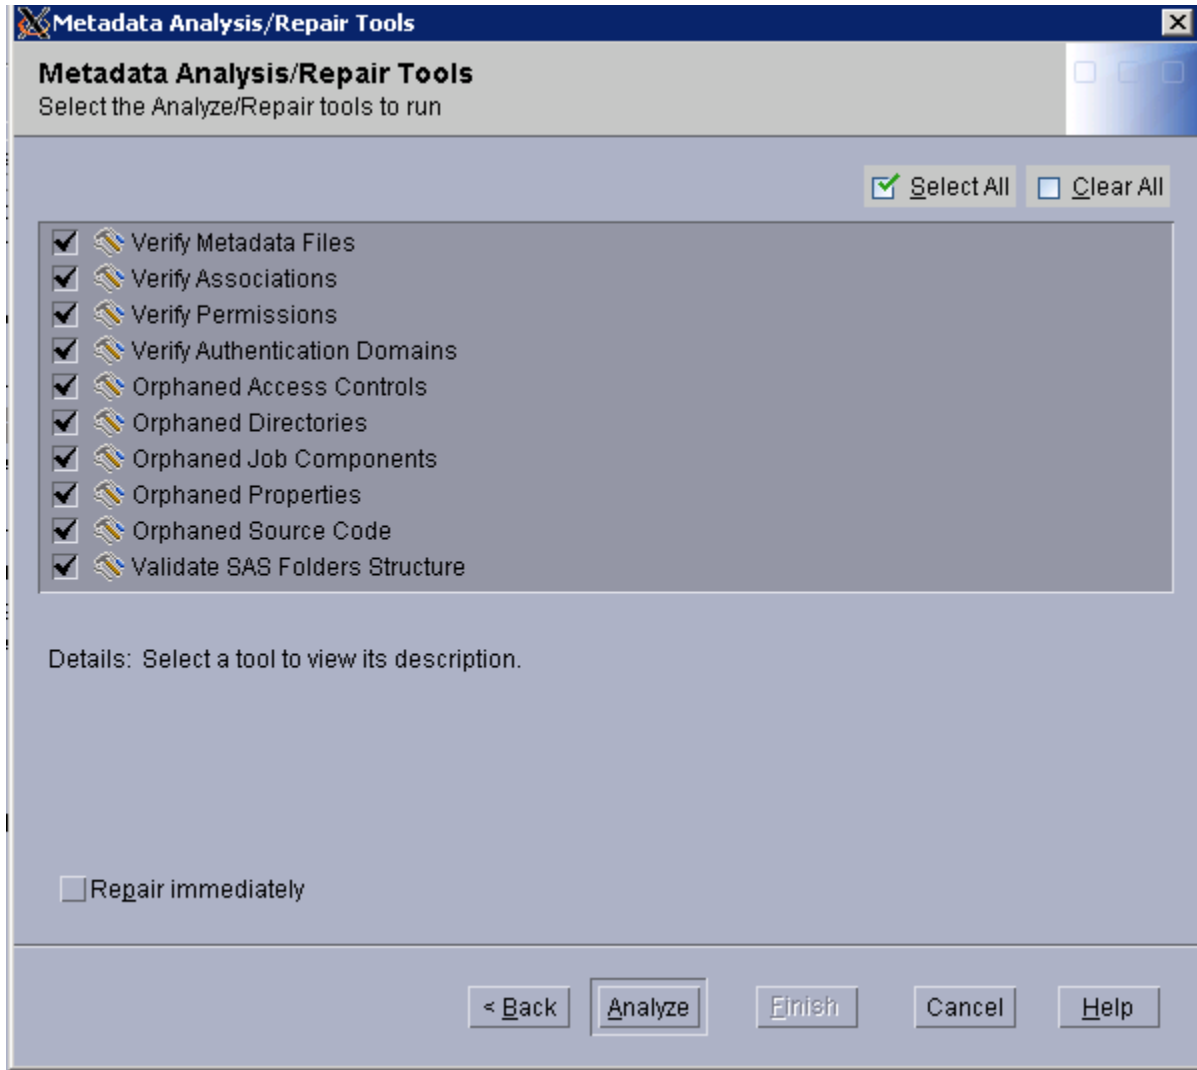 Metadata Analysis/Repair Tools
Metadata Analysis/Repair Tools
Select the Analyze/Repair tools to run
Select All Clear All
Verify Metadata Files
Verify Associations
Verify Permissions
Verify Authentication Domains
Orphaned Access Controls
Orphaned Directories
Orphaned Job Components
Orphaned Properties
Orphaned Source Code
Validate SAS Folders Structure
Details: Select a tool to view its description.
Repair immediately
< Back Analyze Finish Cancel Help